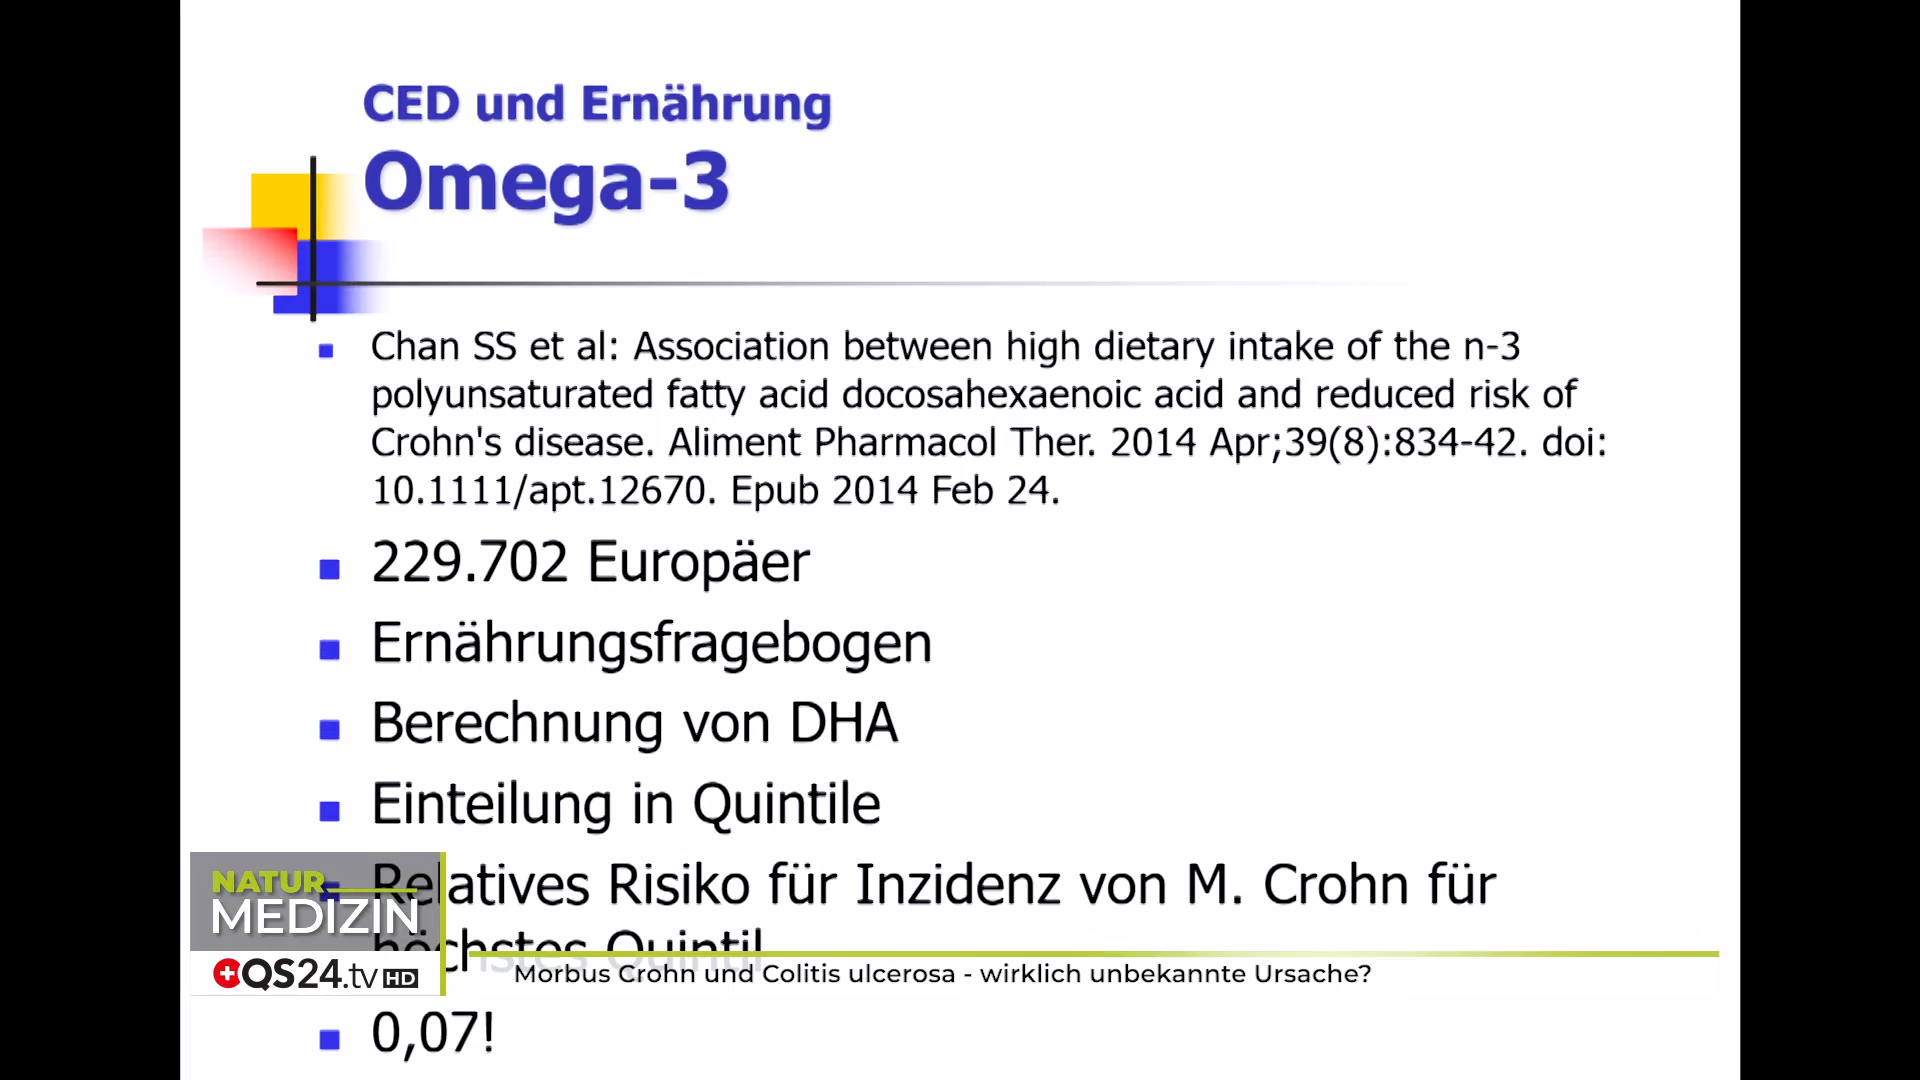 CED und Ernährung
Omega-3
Chan SS et al: Association between high dietary intake of the n-3
polyunsaturated fatty acid docosahexaenoic acid and reduced risk of
Crohn's disease. Aliment Pharmacol Ther. 2014 Apr;39(8):834-42. doi:
10.1111/apt.12670. Epub 2014 Feb 24.
229.702 Europäer
Ernährungsfragebogen
Berechnung von DHA
Einteilung in Quintile
Relatives Risiko für Inzidenz von M. Crohn für
höchstes Quintil
0,07!
NATUR
MEDIZIN
QS24.tv HD
Morbus Crohn und Colitis ulcerosa - wirklich unbekannte Ursache?